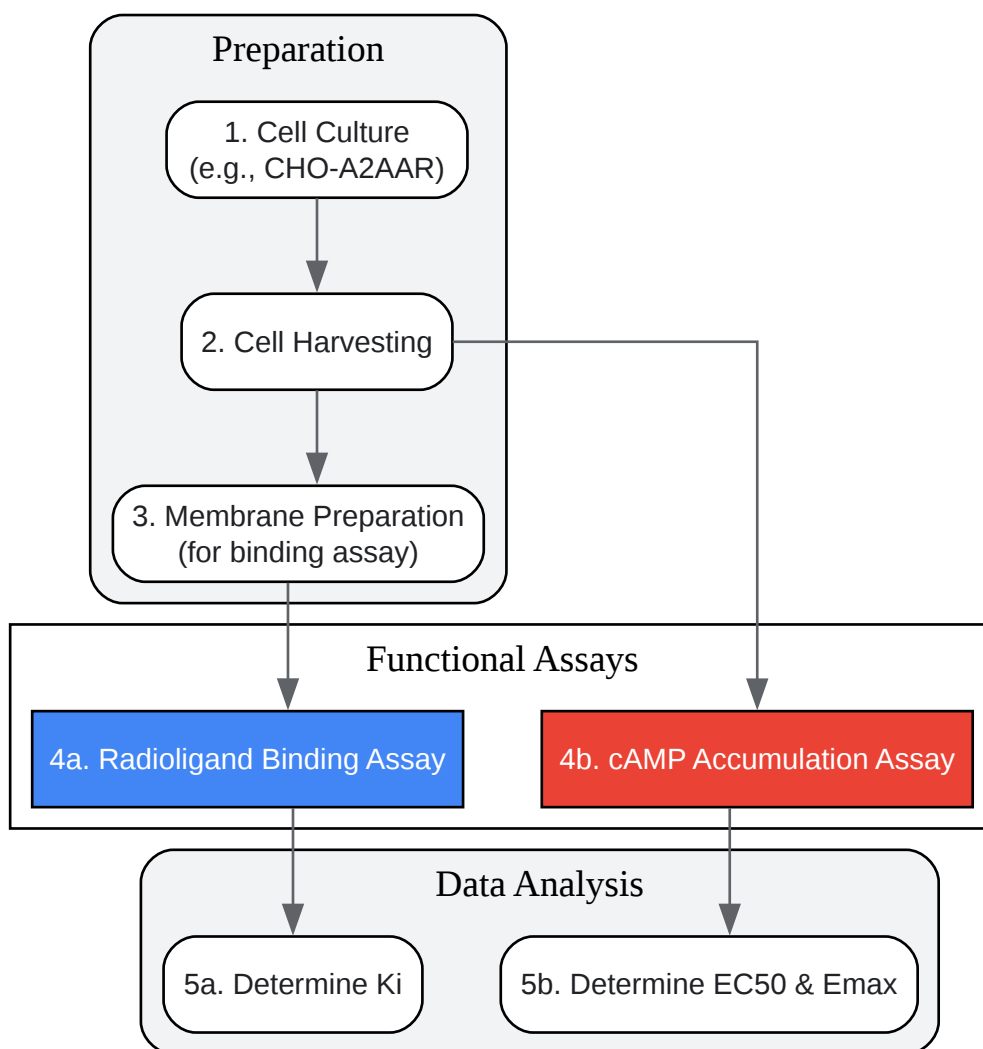 Preparation
1. Cell Culture
(e.g., CHO-A2AAR)
2. Cell Harvesting
3. Membrane Preparation
(for binding assay)
Functional Assays
4a. Radioligand Binding Assay
4b. cAMP Accumulation Assay
Data Analysis
5a. Determine Ki
5b. Determine EC50 & Emax